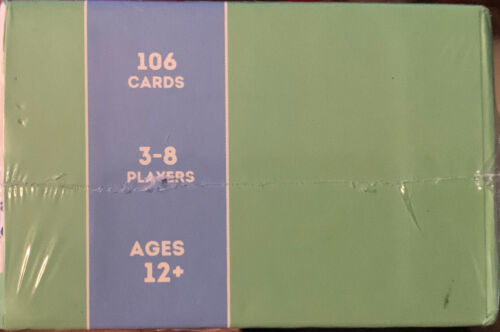 106
CARDS
3-8
PLAYERS
AGES
12+